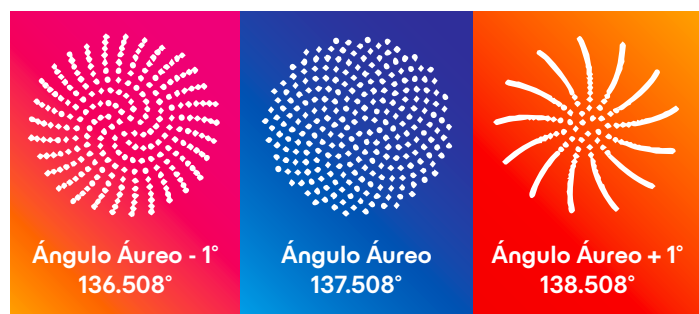 Ángulo Áureo - 1°
136.508°
Ángulo Áureo
137.508°
Ángulo Áureo + 1°
138.508°